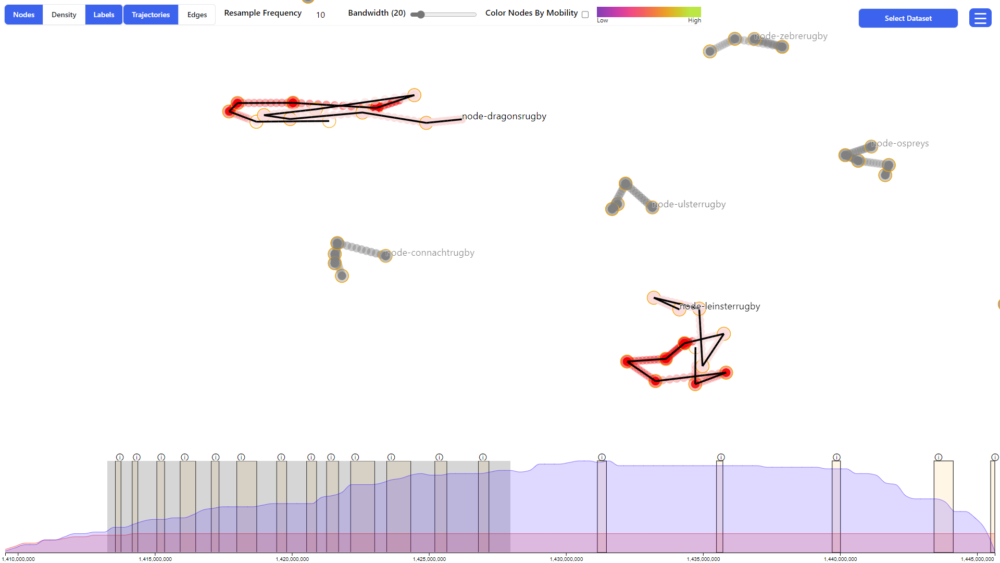 Nodes
Density
Labels
Trajectories
Edges
Resample Frequency
10
Bandwidth (20)
Color Nodes By Mobility
Low
High
Select Dataset
node-zebrerugby
node-dragonsrugby
node-ospreys
node-ulsterrugby
node-connachtrugby
node-leinsterrugby
1,410,000,000
1,415,000,000
1,420,000,000
1,425,000,000
1,430,000,000
1,435,000,000
1,440,000,000
1,445,000,000